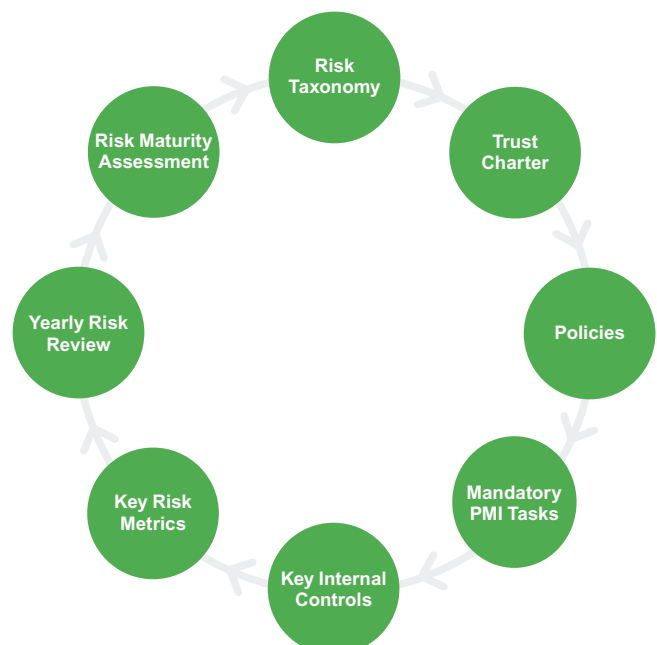 Risk
Taxonomy
Trust
Charter
Policies
Mandatory
PMI Tasks
Key Internal
Controls
Key Risk
Metrics
Yearly Risk
Review
Risk Maturity
Assessment